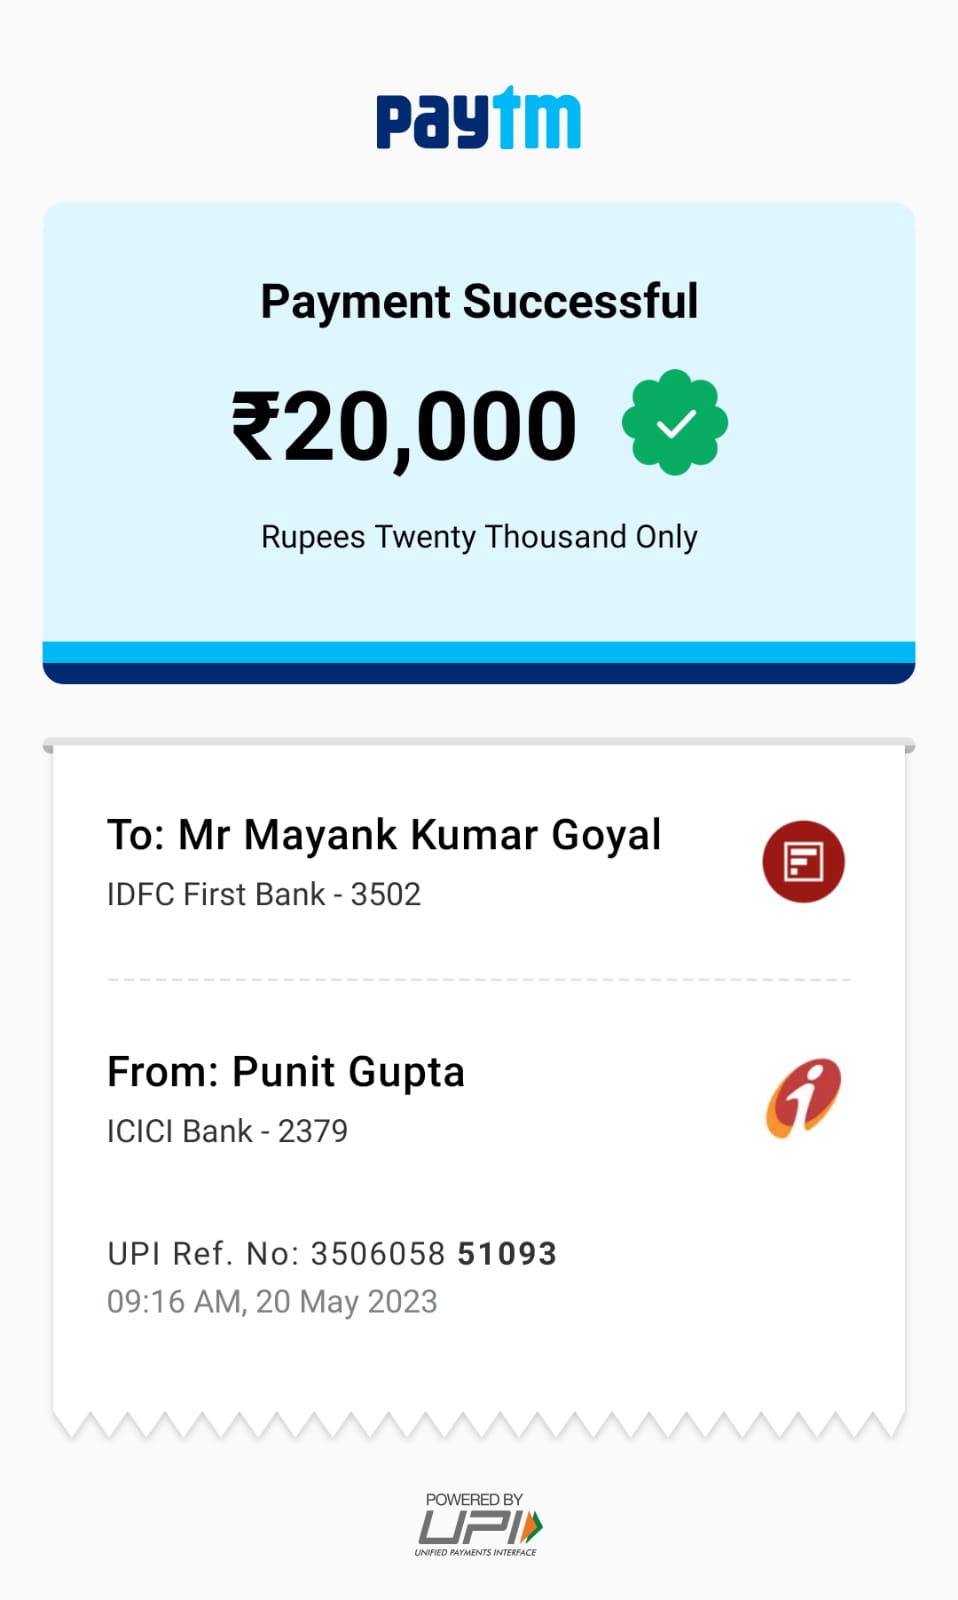 paytm
Payment Successful
₹20,000
Rupees Twenty Thousand Only
To: Mr Mayank Kumar Goyal
IDFC First Bank - 3502
From: Punit Gupta
ICICI Bank - 2379
UPI Ref. No: 3506058 51093
09:16 AM, 20 May 2023
POWERED BY
UPI
UNIFIED PAYMENTS INTERFACE